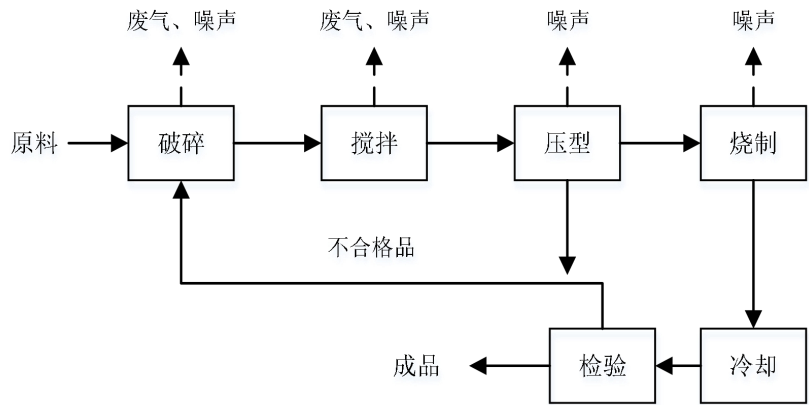 废气、噪声 废气、噪声 噪声 噪声
原料 破碎 搅拌 压型 烧制
不合格品
成品 检验 冷却